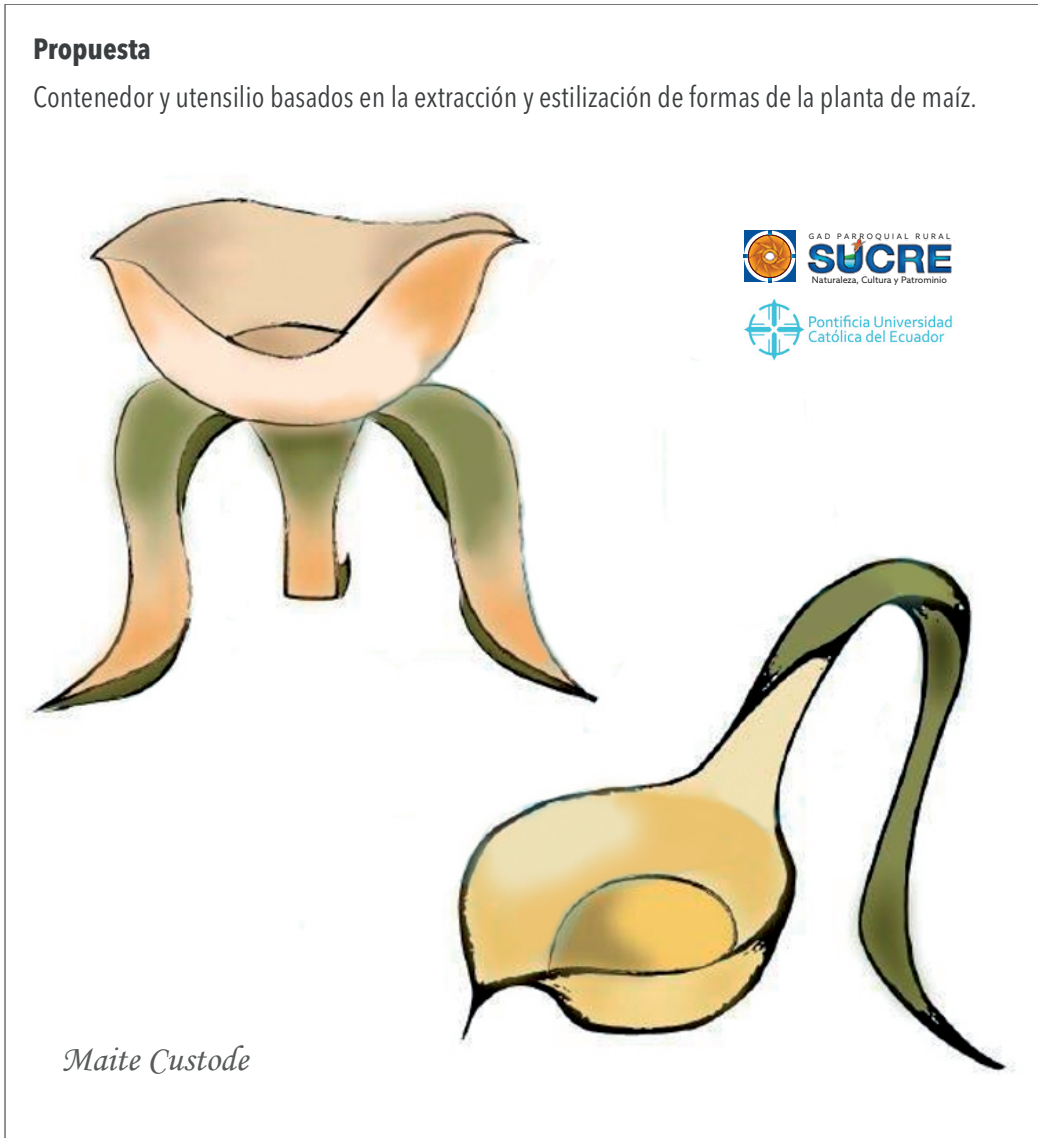 Propuesta
Contenedor y utensilio basados en la extracción y estilización de formas de la planta de maíz.
GAD PARROQUIAL RURAL
SUCRE
Naturaleza, Cultura y Patrominio
Pontificia Universidad
Católica del Ecuador
Maite Custode